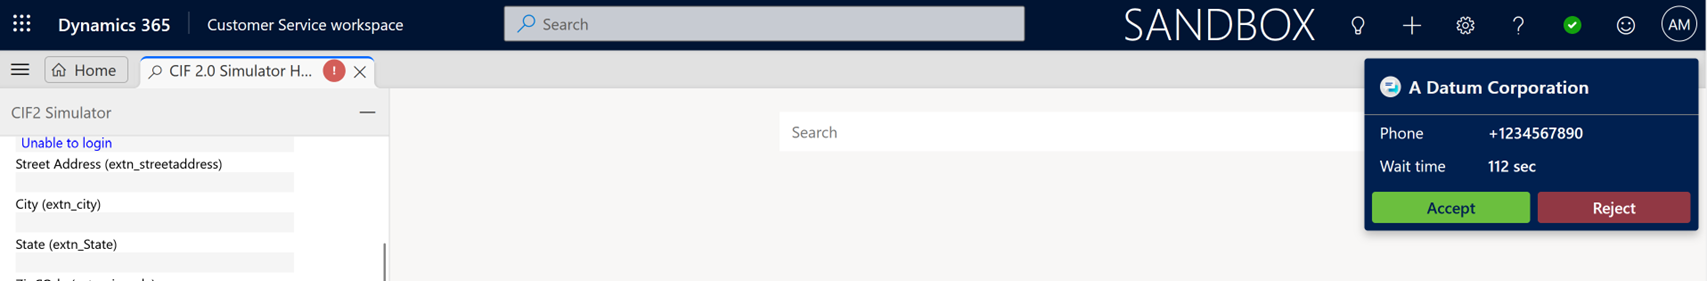 Dynamics 365 Customer Service workspace Search SANDBOX ? AM
Home CIF 2.0 Simulator H... !
CIF2 Simulator
Unable to login
Street Address (extn_streetaddress)
City (extn_city)
State (extn_State)
Search
A Datum Corporation
Phone +1234567890
Wait time 112 sec
Accept Reject